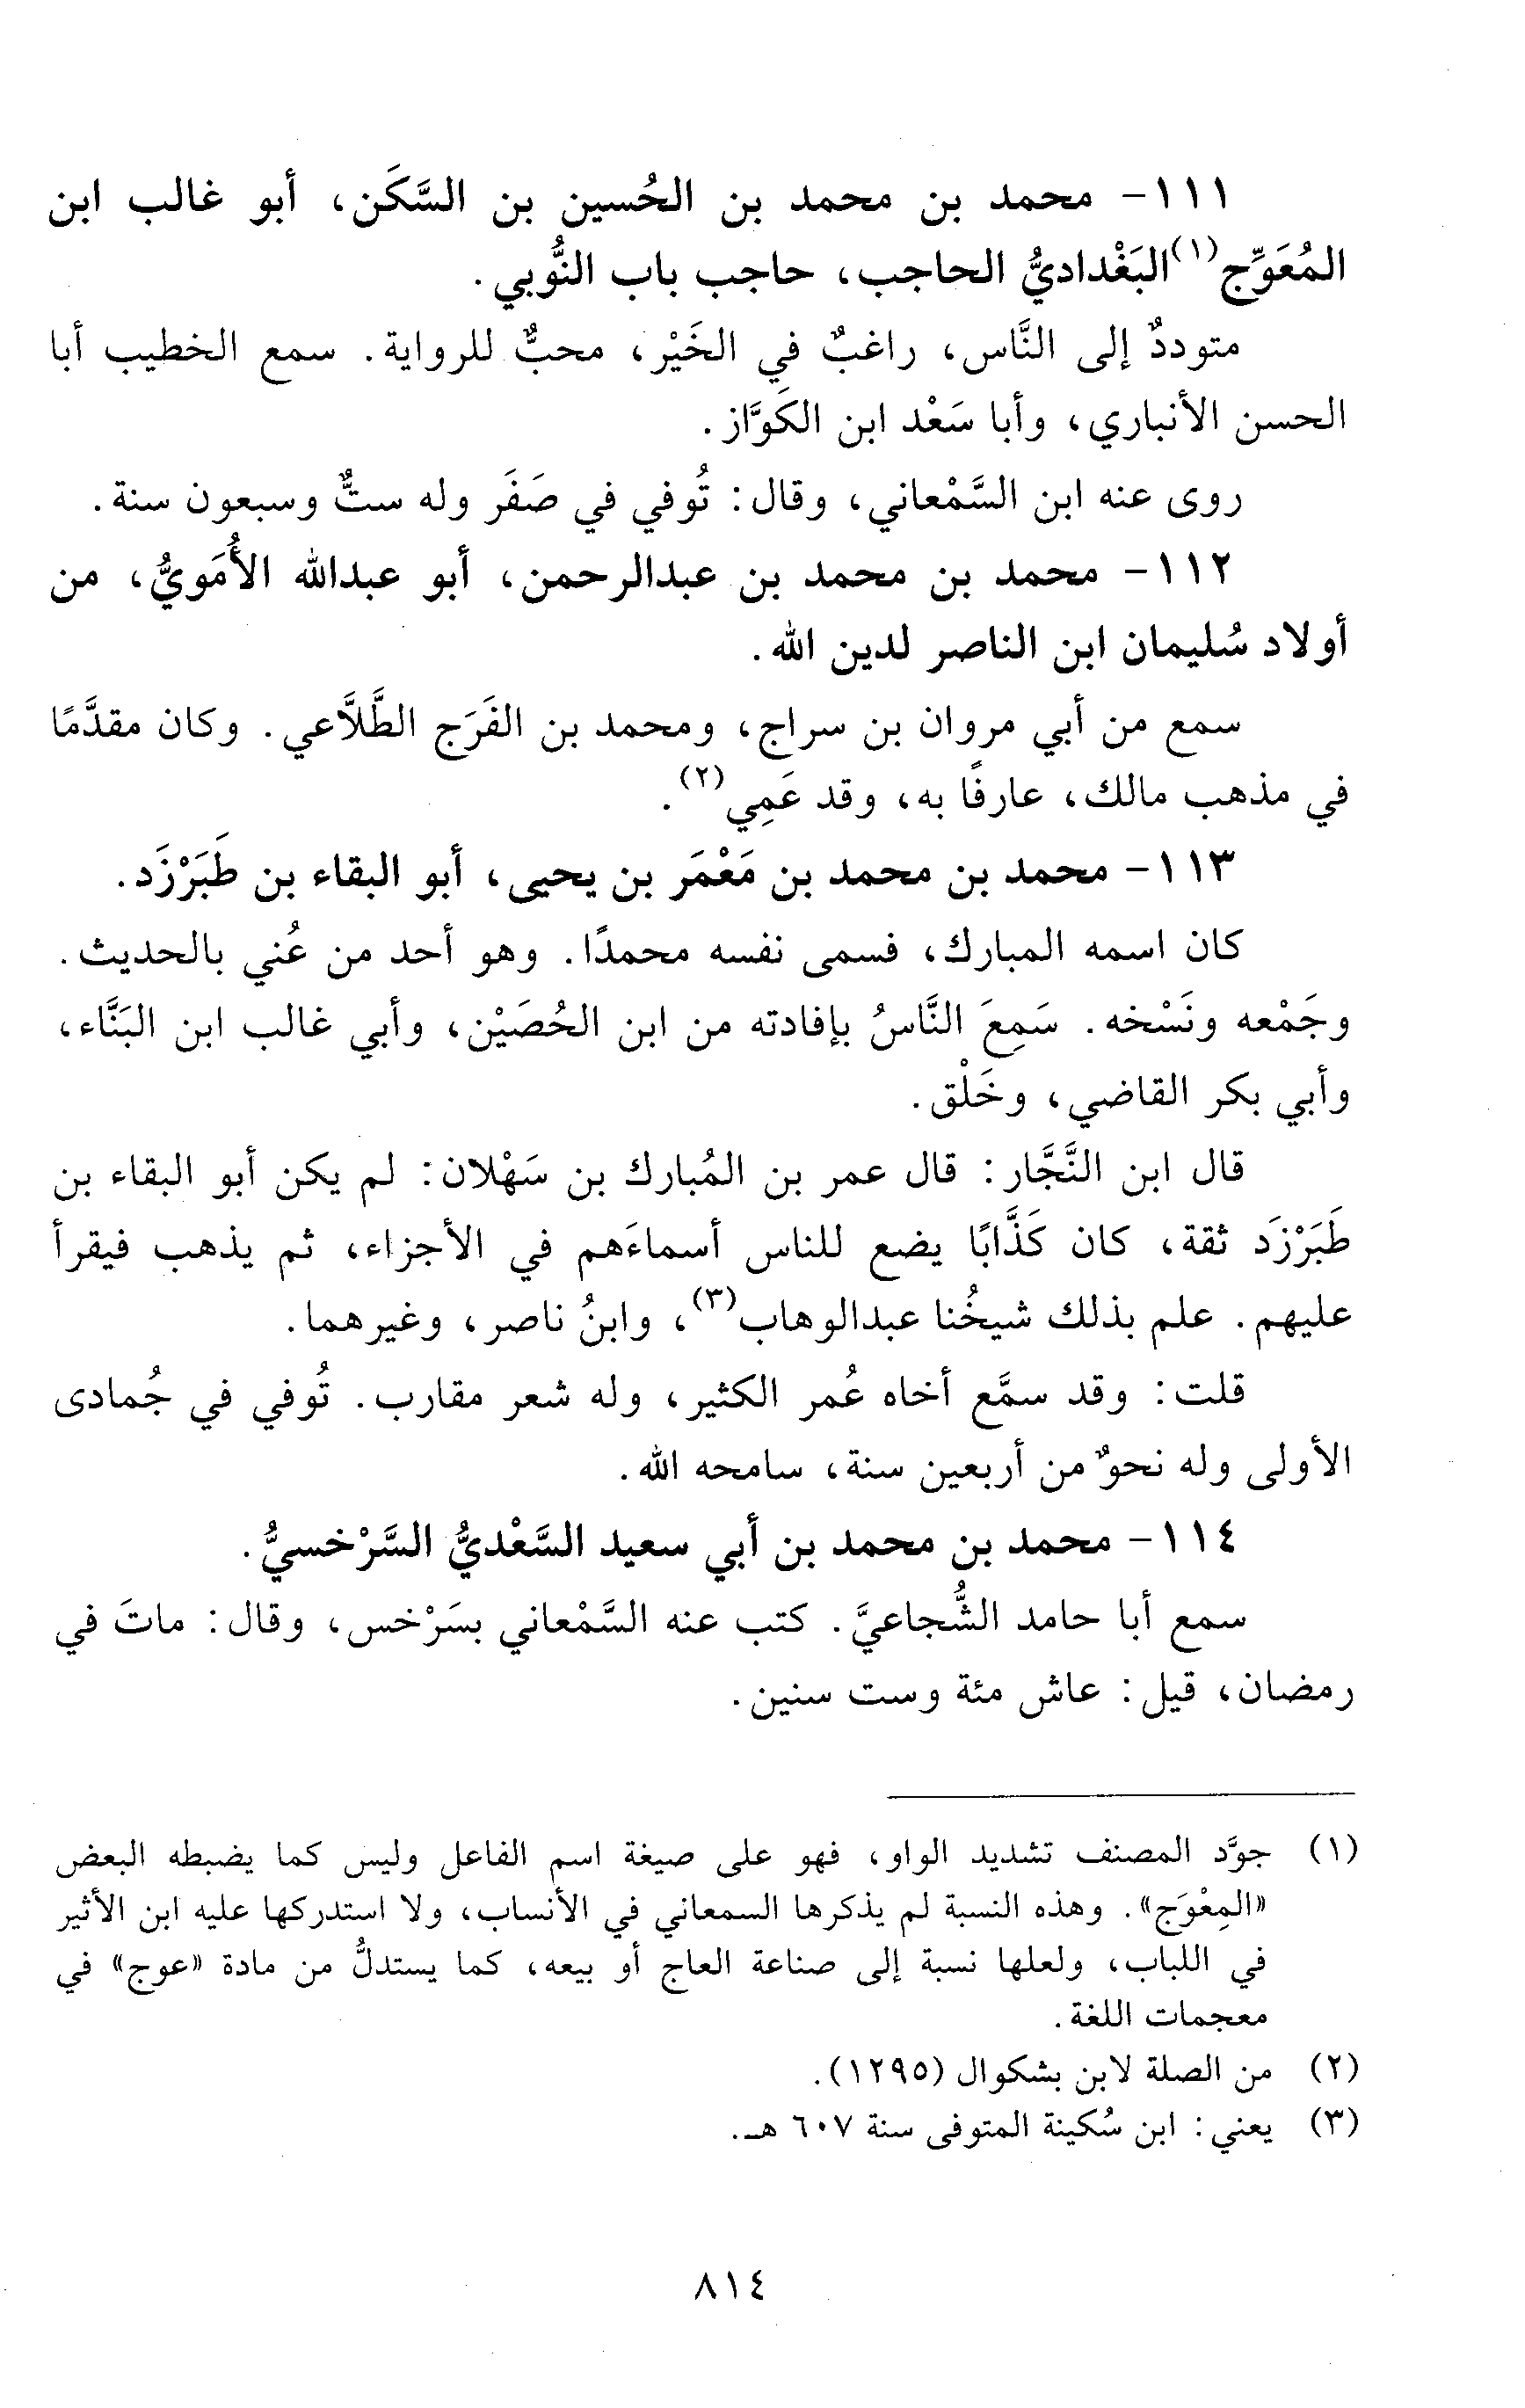 ١١١- محمد بن محمد بن الحُسين بن السَّكَن، أبو غالب ابن
المُعَوِّج(١) البَغْداديُّ الحاجب، حاجب باب النُّوبي.
متوددٌ إلى النَّاس، راغبٌ في الخَيْر، محبٌّ للرواية. سمع الخطيب أبا
الحسن الأنباري، وأبا سَعْد ابن الكَوَّاز.
روى عنه ابن السَّمْعاني، وقال: تُوفي في صَفَر وله ستٌّ وسبعون سنة.
١١٢- محمد بن محمد بن عبدالرحمن، أبو عبدالله الأُمَويُّ، من
أولاد سُليمان ابن الناصر لدين الله.
سمع من أبي مروان بن سراج، ومحمد بن الفَرَج الطَّلَّاعي. وكان مقدَّمًا
في مذهب مالك، عارفًا به، وقد عَمِي(٢).
١١٣- محمد بن محمد بن مَعْمَر بن يحيى، أبو البقاء بن طَبَرْزَد.
كان اسمه المبارك، فسمى نفسه محمدًا. وهو أحد من عُني بالحديث.
وجَمْعه ونَسْخه. سَمِعَ النَّاسُ بإفادته من ابن الحُصَيْن، وأبي غالب ابن البَنَّاء،
وأبي بكر القاضي، وخَلْق.
قال ابن النَّجَّار: قال عمر بن المُبارك بن سَهْلان: لم يكن أبو البقاء بن
طَبَرْزَد ثقة، كان كَذَّابًا يضع للناس أسماءَهم في الأجزاء، ثم يذهب فيقرأ
عليهم. علم بذلك شيخُنا عبدالوهاب(٣)، وابنُ ناصر، وغيرهما.
قلت: وقد سمَّع أخاه عُمر الكثير، وله شعر مقارب. تُوفي في جُمادى
الأولى وله نحوٌ من أربعين سنة، سامحه الله.
١١٤- محمد بن محمد بن أبي سعيد السَّعْديُّ السَّرْخسيُّ.
سمع أبا حامد الشُّجاعيَّ. كتب عنه السَّمْعاني بسَرْخس، وقال: ماتَ في
رمضان، قيل: عاش مئة وست سنين.
(١) جوَّد المصنف تشديد الواو، فهو على صيغة اسم الفاعل وليس كما يضبطه البعض
«المِعْوَج». وهذه النسبة لم يذكرها السمعاني في الأنساب، ولا استدركها عليه ابن الأثير
في اللباب، ولعلها نسبة إلى صناعة العاج أو بيعه، كما يستدلُّ من مادة «عوج» في
معجمات اللغة.
(٢) من الصلة لابن بشكوال (١٢٩٥).
(٣) يعني: ابن سُكينة المتوفى سنة ٦٠٧ هـ.
٨١٤